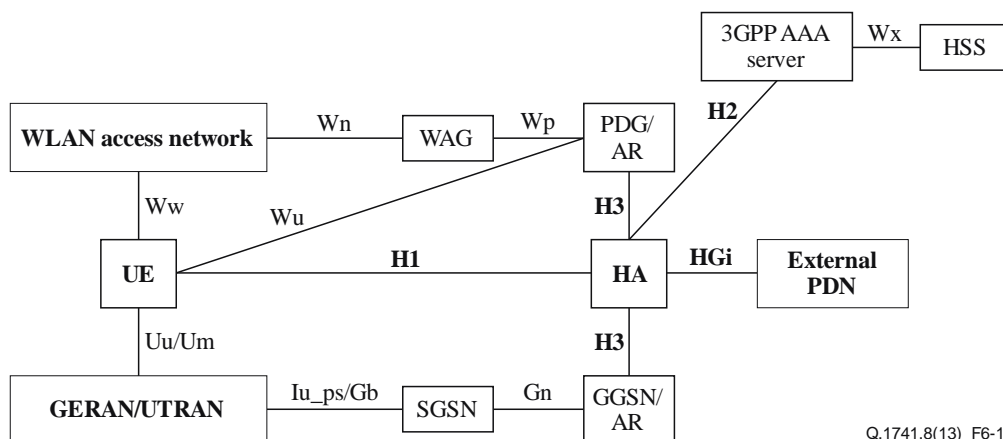 3GPP AAA
server
Wx
HSS
H2
WLAN access network
Wn
WAG
Wp
PDG/
AR
Ww
Wu
H3
UE
H1
HA
HGi
External
PDN
Uu/Um
H3
GERAN/UTRAN
Iu_ps/Gb
SGSN
Gn
GGSN/
AR
Q.1741.8(13)_F6-1